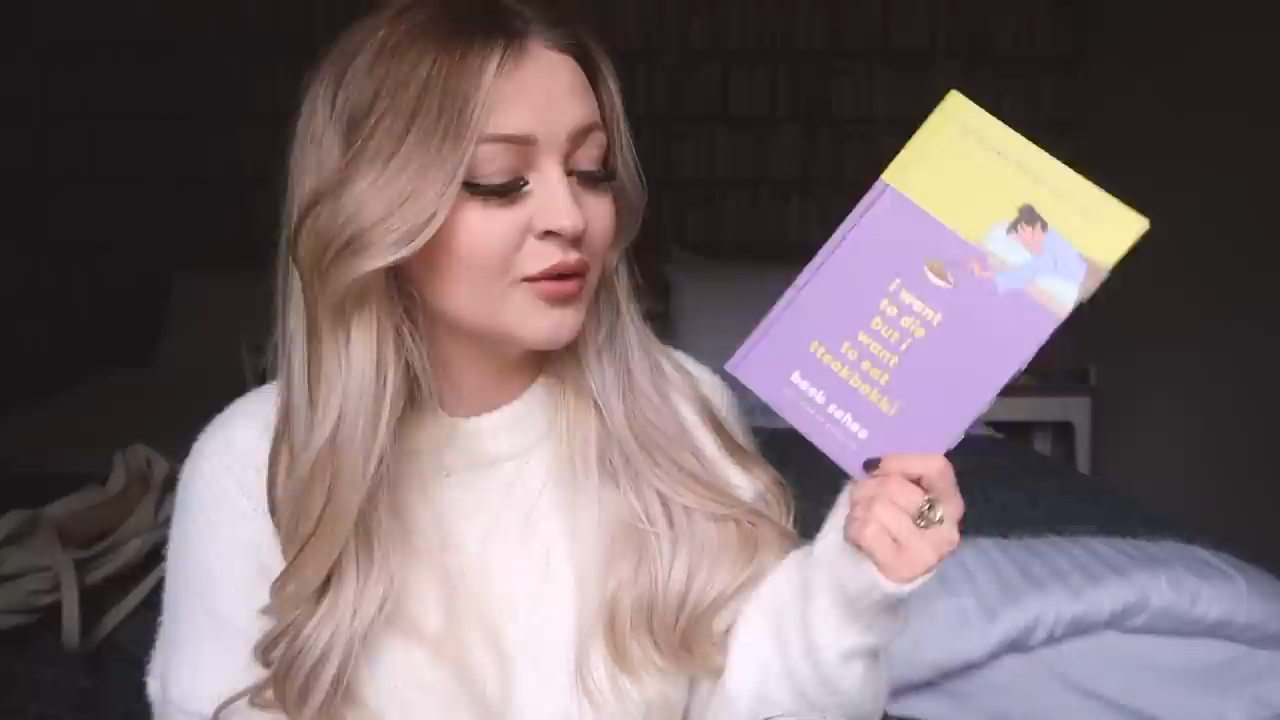 i want
to die
but i
want
to eat
tteokbokki
baek sehee